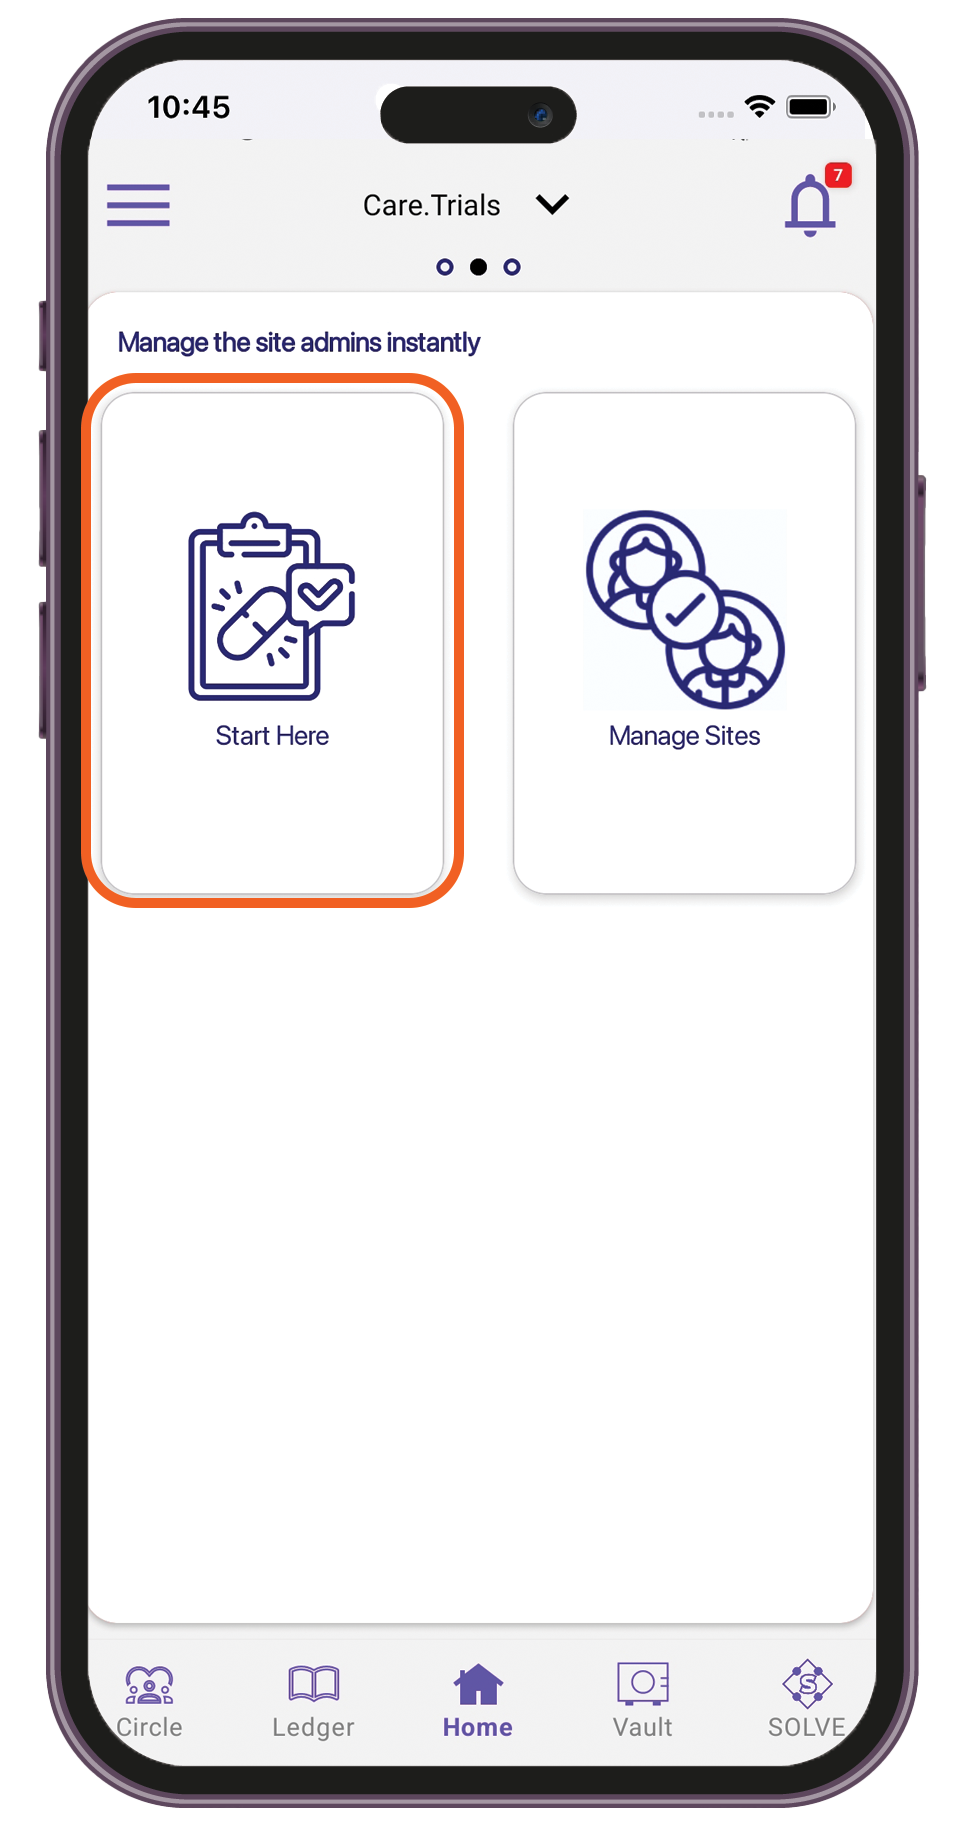 10:45
Care.Trials
7
Manage the site admins instantly
Start Here
Manage Sites
Circle
Ledger
Home
Vault
SOLVE